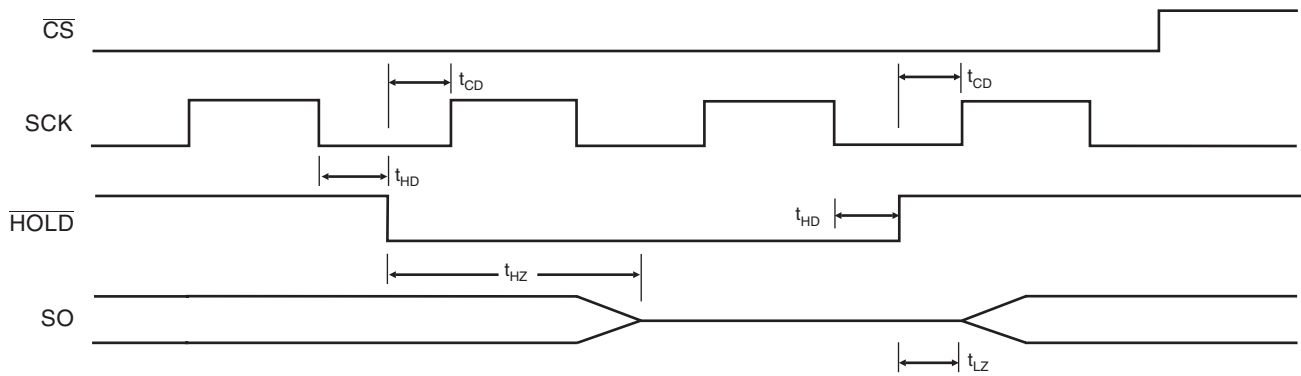 CS
t_CD
t_CD
SCK
t_HD
HOLD
t_HD
t_HZ
SO
t_LZ